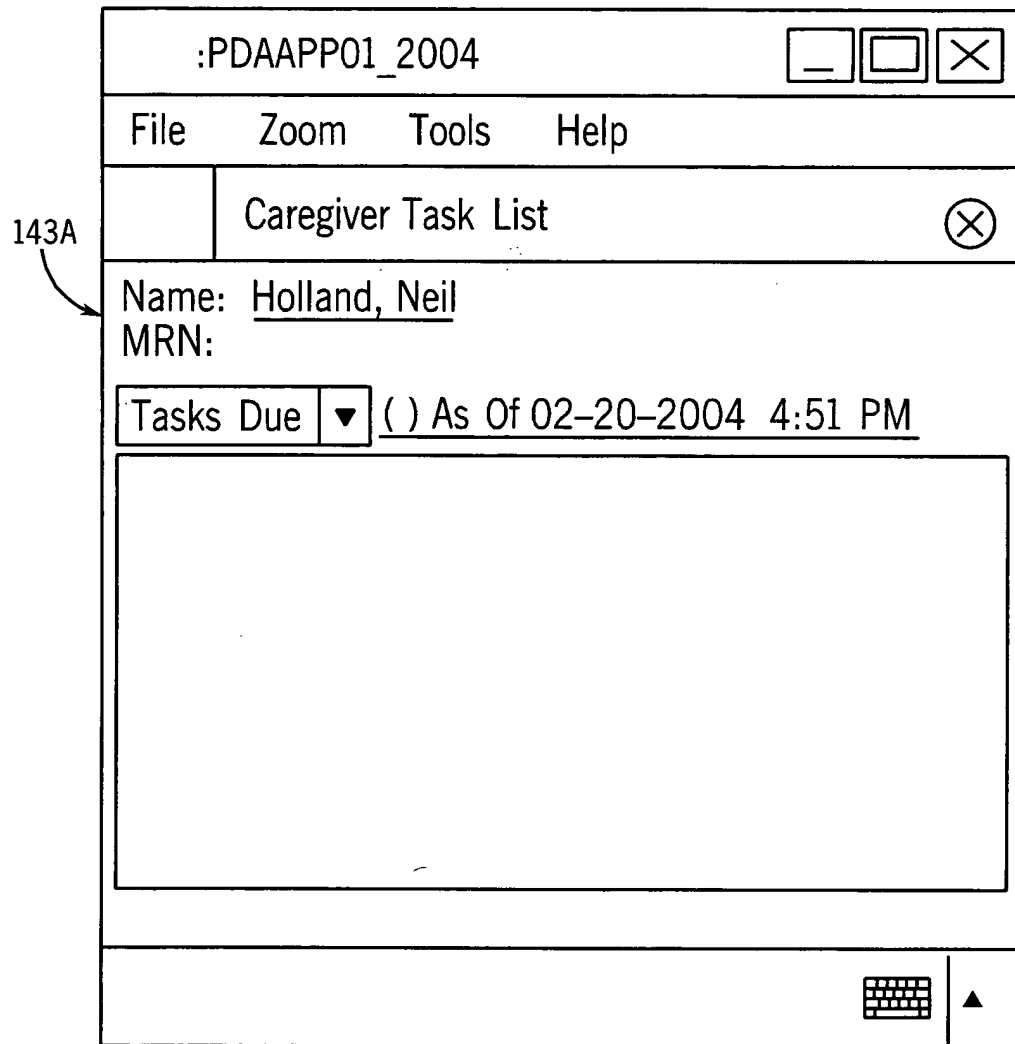 :PDAAPP01_2004
File Zoom Tools Help
Caregiver Task List
143A
Name: Holland, Neil
MRN:
Tasks Due ( ) As Of 02–20–2004 4:51 PM